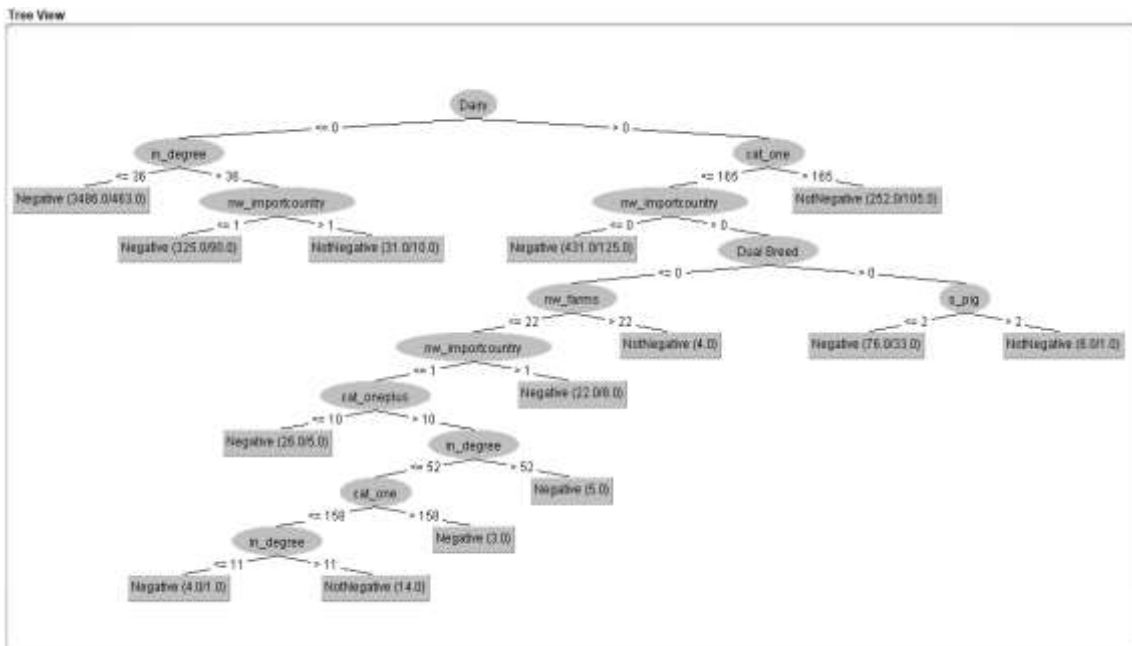 Tree View
Dairy
<= 0
> 0
in_degree
cat_one
<= 36
> 36
<= 165
> 165
Negative (3486.0/463.0)
nw_importcountry
nw_importcountry
NotNegative (252.0/105.0)
<= 1
> 1
<= 0
> 0
Negative (325.0/90.0)
NotNegative (31.0/10.0)
Negative (431.0/125.0)
Dual Breed
<= 0
> 0
nw_farms
s_pig
<= 22
> 22
<= 2
> 2
nw_importcountry
NotNegative (4.0)
Negative (76.0/33.0)
NotNegative (6.0/1.0)
<= 1
> 1
cat_oneplus
Negative
<= 10
> 10
Negative (26.0/5.0)
in_degree
<= 52
> 52
cat_one
Negative (5.0)
<= 158
> 158
in_degree
Negative (3.0)
<= 11
> 11
Negative (4.0/1.0)
NotNegative (14.0)